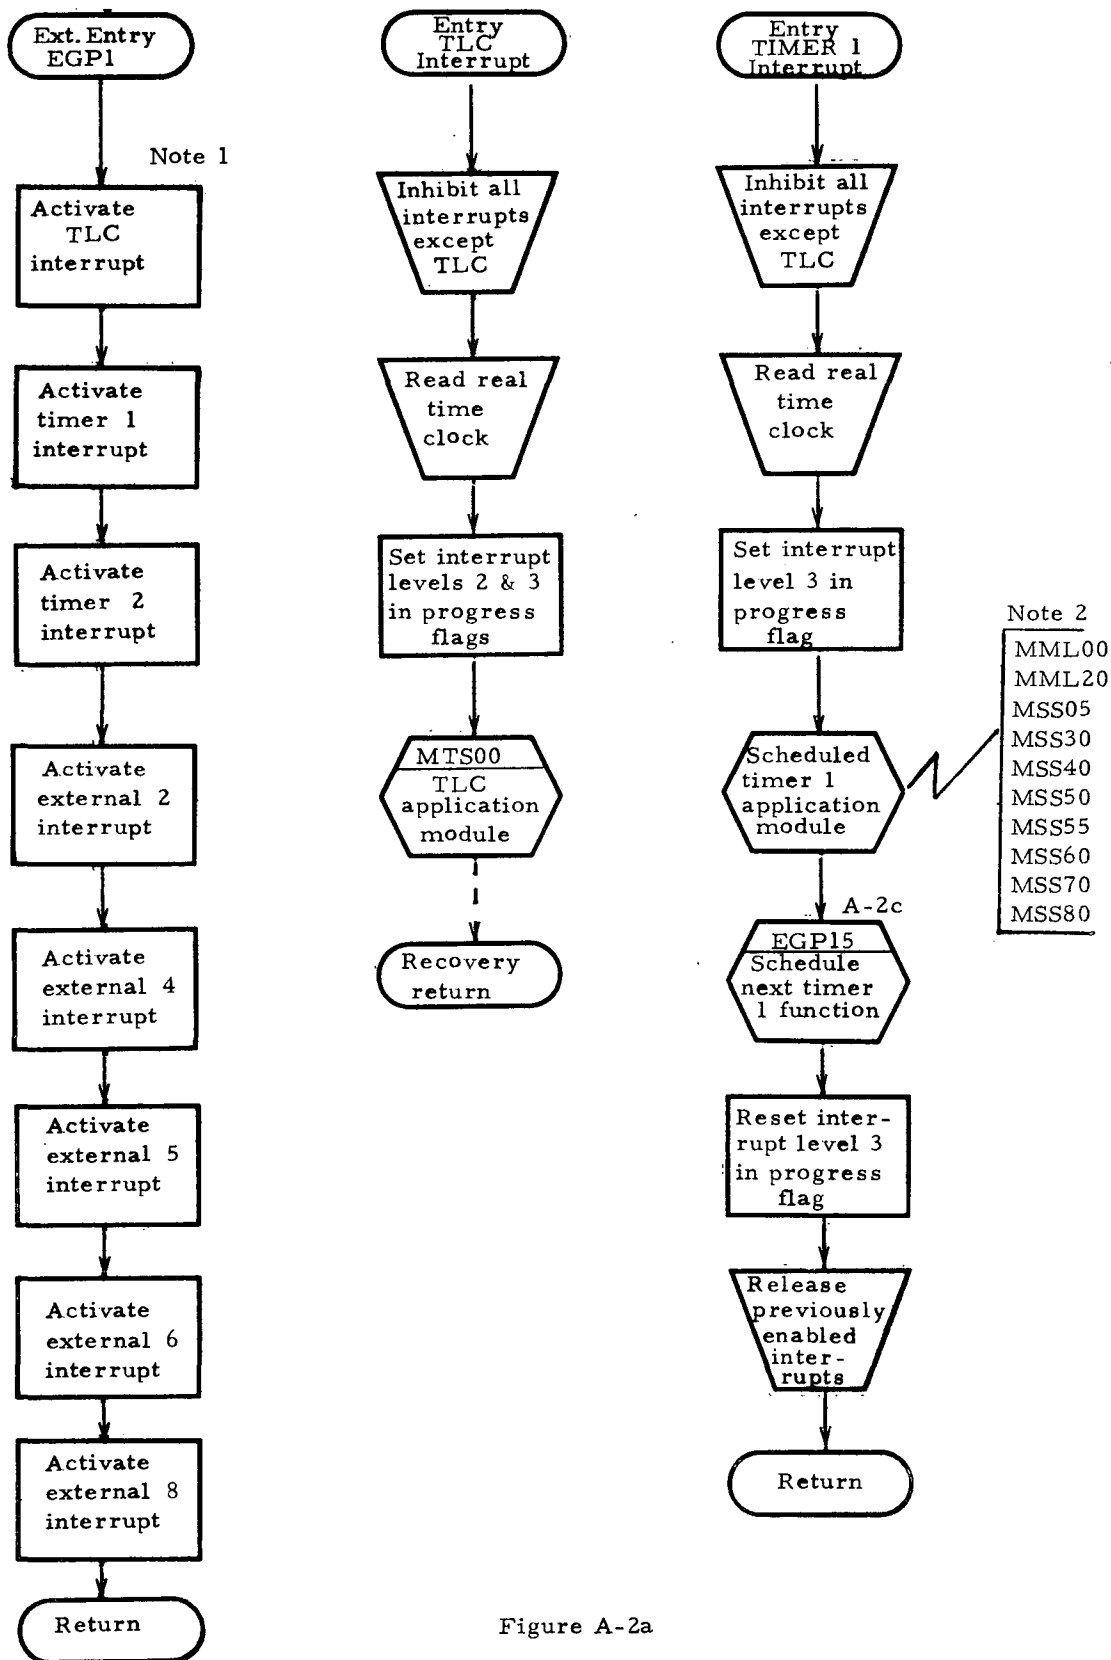 Ext. Entry
EGP1
Note 1
Activate
TLC
interrupt
Activate
timer 1
interrupt
Activate
timer 2
interrupt
Activate
external 2
interrupt
Activate
external 4
interrupt
Activate
external 5
interrupt
Activate
external 6
interrupt
Activate
external 8
interrupt
Return
Entry
TLC
Interrupt
Inhibit all
interrupts
except
TLC
Read real
time
clock
Set interrupt
levels 2 & 3
in progress
flags
MTS00
TLC
application
module
Recovery
return
Entry
TIMER 1
Interrupt
Inhibit all
interrupts
except
TLC
Read real
time
clock
Set interrupt
level 3 in
progress
flag
Scheduled
timer 1
application
module
Note 2
MML00
MML20
MSS05
MSS30
MSS40
MSS50
MSS55
MSS60
MSS70
MSS80
A-2c
EGP15
Schedule
next timer
1 function
Reset inter-
rupt level 3
in progress
flag
Release
previously
enabled
inter-
rupts
Return
Figure A-2a